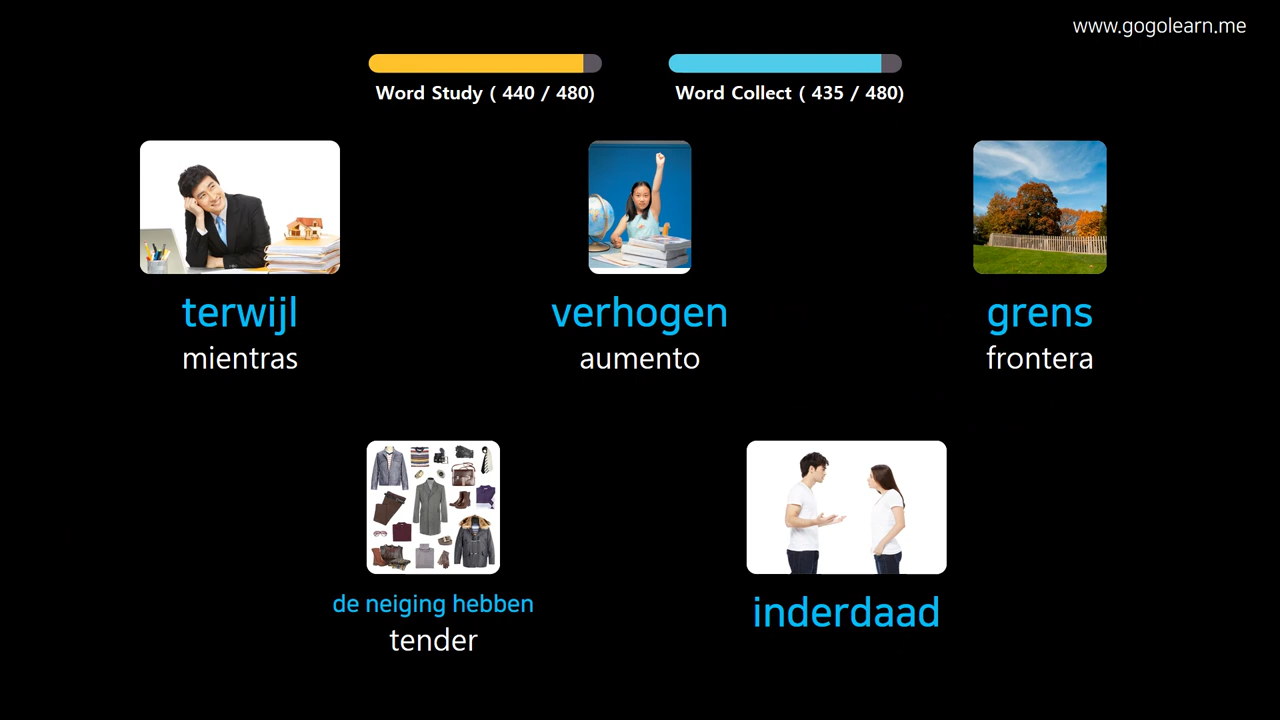 www.gogolearn.me
Word Study ( 440 / 480)
Word Collect ( 435 / 480)
terwijl
mientras
verhogen
aumento
grens
frontera
de neiging hebben
tender
inderdaad